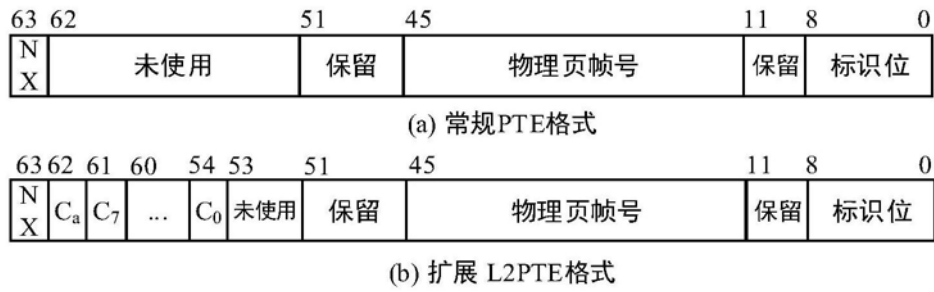 63 62 51 45 11 8 0
NX 未使用 保留 物理页帧号 保留 标识位
(a) 常规PTE格式
63 62 61 60 54 53 51 45 11 8 0
NX Ca C7 ... C0 未使用 保留 物理页帧号 保留 标识位
(b) 扩展 L2PTE格式